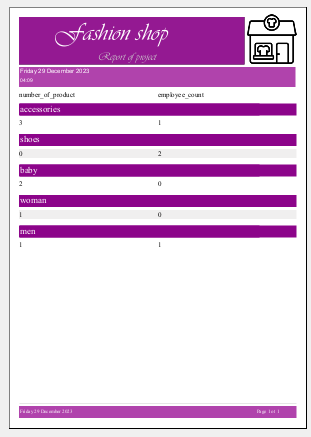 Fashion shop
Report of project
Friday 29 December 2023
04:09
number_of_product employee_count
accessories
3 1
shoes
0 2
baby
2 0
woman
1 0
men
1 1
Friday 29 December 2023 Page 1 of 1